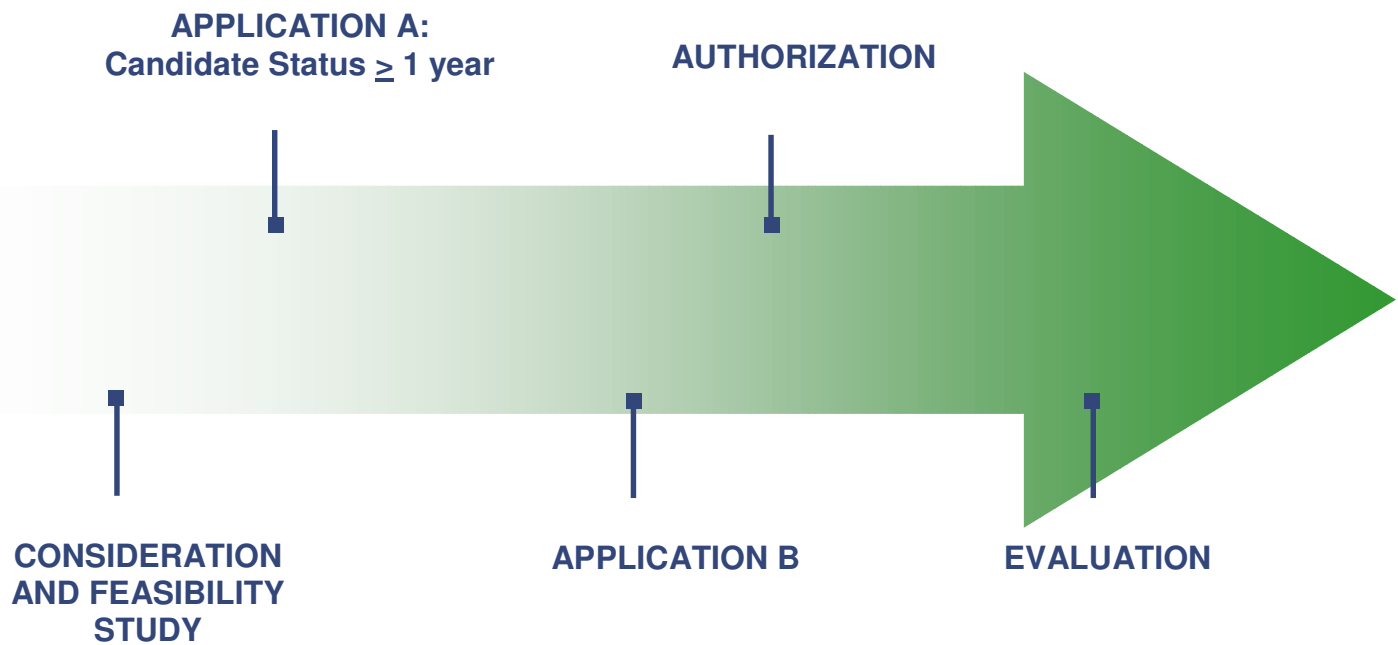 APPLICATION A:
Candidate Status ≥ 1 year
AUTHORIZATION
CONSIDERATION
AND FEASIBILITY
STUDY
APPLICATION B
EVALUATION